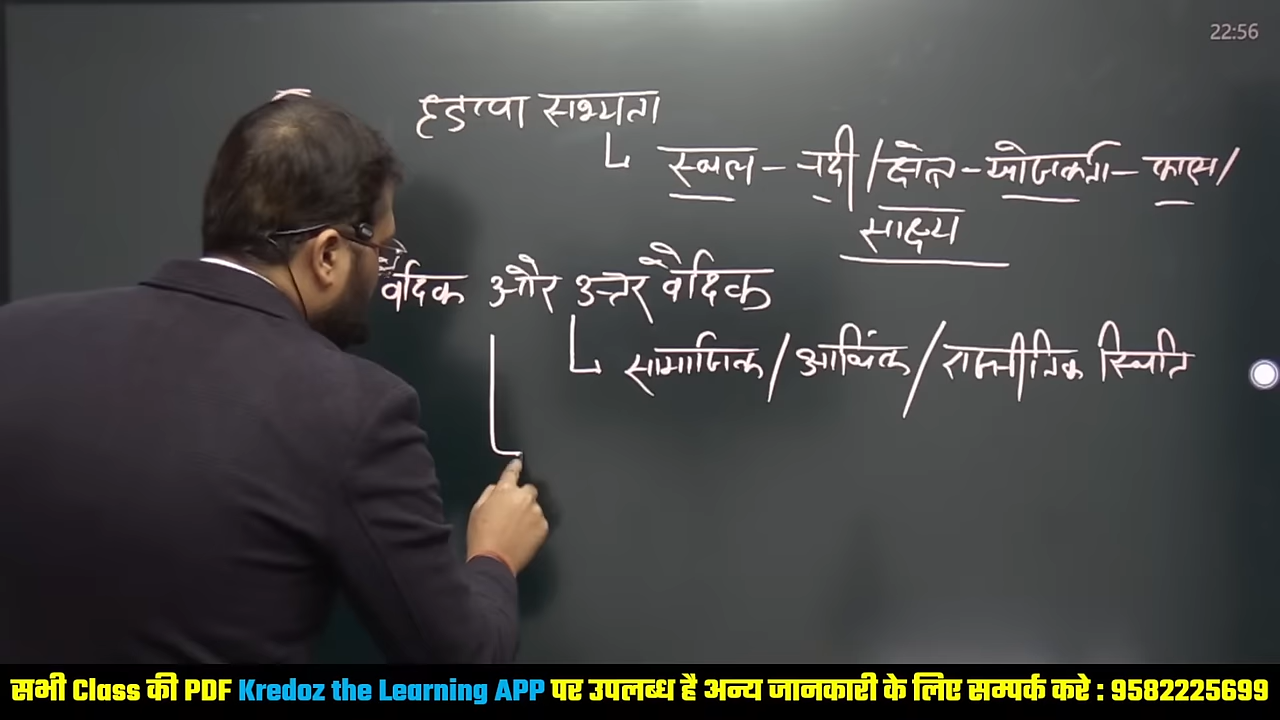 22:56
हडप्पा सभ्यता
स्थल - नदी / क्षेत्र - खोजकर्ता - काल /
साक्ष्य
वैदिक और उत्तर वैदिक
सामाजिक / आर्थिक / राजनीतिक स्थिति
सभी Class की PDF Kredoz the Learning APP पर उपलब्ध है अन्य जानकारी के लिए सम्पर्क करे : 9582225699